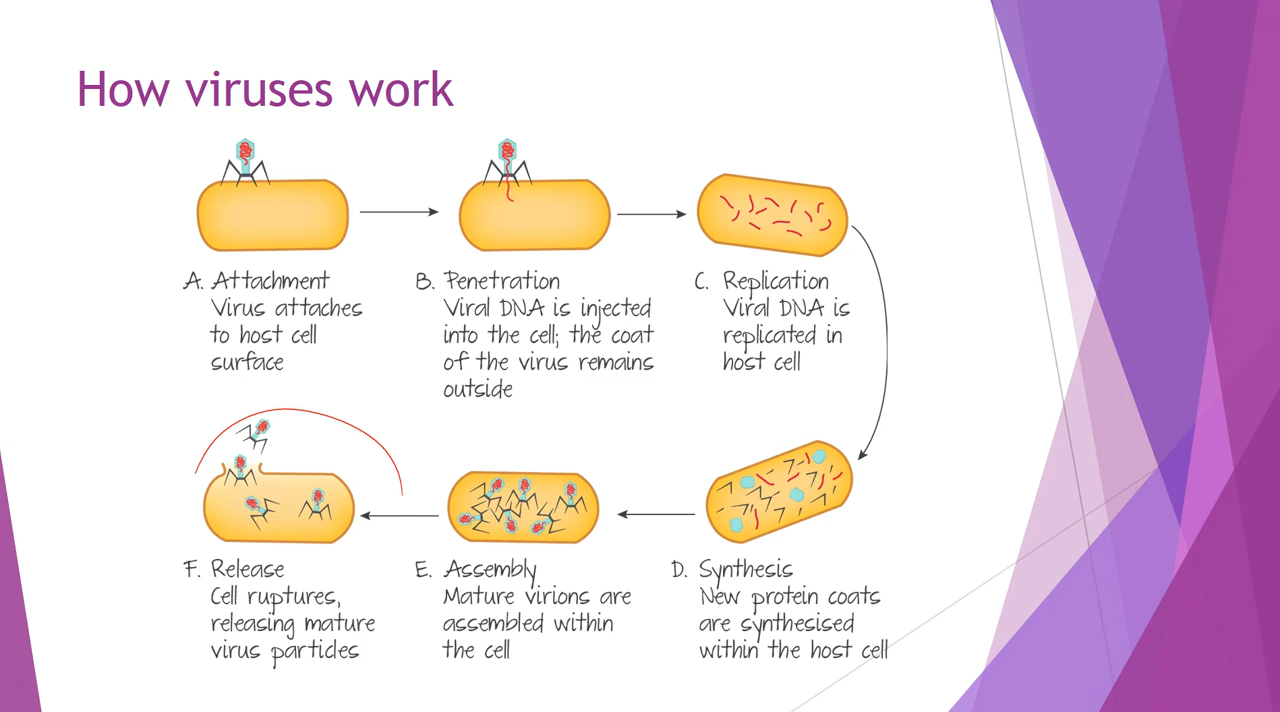 How viruses work
A. Attachment
Virus attaches
to host cell
surface
B. Penetration
Viral DNA is injected
into the cell; the coat
of the virus remains
outside
C. Replication
Viral DNA is
replicated in
host cell
D. Synthesis
New protein coats
are synthesised
within the host cell
E. Assembly
Mature virions are
assembled within
the cell
F. Release
Cell ruptures,
releasing mature
virus particles